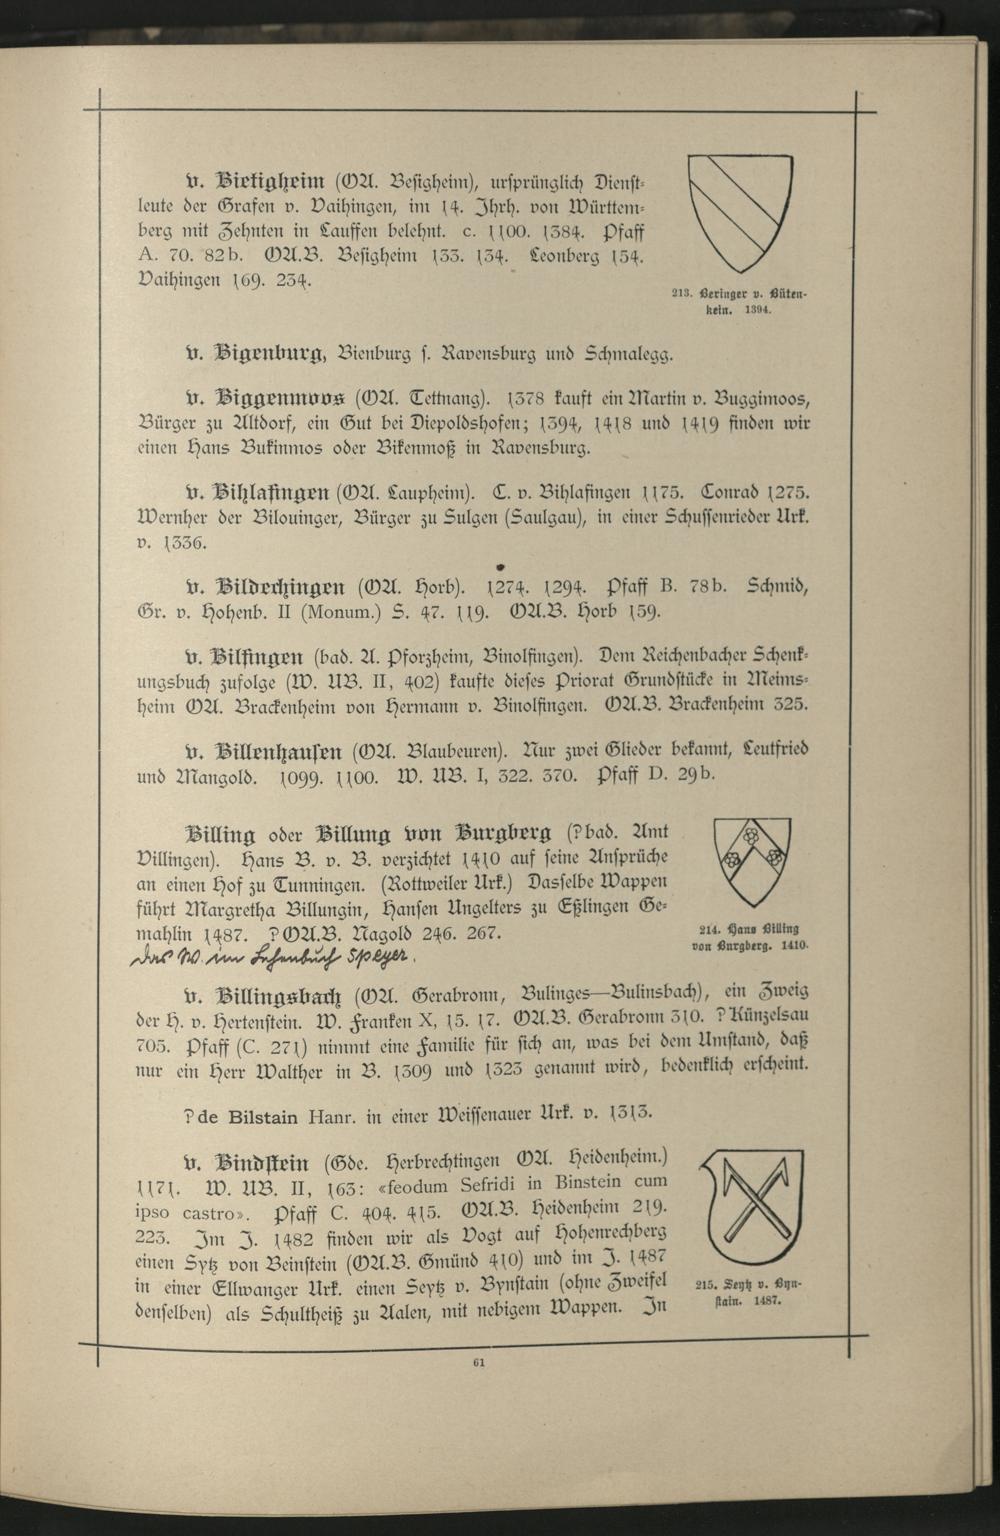 v. Bietigheim (OA. Besigheim), ursprünglich Dienst-
leute der Grafen v. Vaihingen, im 14. Jhrh. von Württem-
berg mit Zehnten in Lauffen belehnt. c. 1100. 1384. Pfaff
A. 70. 82b. OA.B. Besigheim 133. 134. Leonberg 154.
Vaihingen 169. 234.
213. Beringer v. Büten-
kein. 1394.
v. Bigenburg, Bienburg s. Ravensburg und Schmalegg.
v. Biggenmoos (OA. Tettnang). 1378 kauft ein Martin v. Buggimoos,
Bürger zu Altdorf, ein Gut bei Diepoldshofen; 1394, 1418 und 1419 finden wir
einen Hans Bukinmos oder Bikenmoß in Ravensburg.
v. Bihlafingen (OA. Laupheim). C. v. Bihlafingen 1175. Conrad 1275.
Wernher der Bilouinger, Bürger zu Sulgen (Saulgau), in einer Schussenrieder Urk.
v. 1336.
v. Bildechingen (OA. Horb). 1274. 1294. Pfaff B. 78b. Schmid,
Gr. v. Hohenb. II (Monum.) S. 47. 119. OA.B. Horb 159.
v. Bilfingen (bad. A. Pforzheim, Binolfingen). Dem Reichenbacher Schenk-
ungsbuch zufolge (W. UB. II, 402) kaufte dieses Priorat Grundstücke in Meims-
heim OA. Brackenheim von Hermann v. Binolfingen. OA.B. Brackenheim 325.
v. Billenhausen (OA. Blaubeuren). Nur zwei Glieder bekannt, Leutfried
und Mangold. 1099. 1100. W. UB. I, 322. 370. Pfaff D. 29b.
Billing oder Billung von Burgberg (? bad. Amt
Villingen). Hans B. v. B. verzichtet 1410 auf seine Ansprüche
an einen Hof zu Tunningen. (Rottweiler Urk.) Dasselbe Wappen
führt Margretha Billungin, Hansen Ungelters zu Eßlingen Ge-
mahlin 1487. ? OA.B. Nagold 246. 267.
das W. im Lehenbuch Speyer.
214. Hans Billing
von Burgberg. 1410.
v. Billingsbach (OA. Gerabronn, Bulinges—Bulinsbach), ein Zweig
der H. v. Hertenstein. W. Franken X, 15. 17. OA.B. Gerabronn 310. ? Künzelsau
705. Pfaff (C. 271) nimmt eine Familie für sich an, was bei dem Umstand, daß
nur ein Herr Walther in B. 1309 und 1323 genannt wird, bedenklich erscheint.
? de Bilstain Hanr. in einer Weissenauer Urk. v. 1313.
v. Bindstein (Gde. Herbrechtingen OA. Heidenheim.)
1171. W. UB. II, 163: «feodum Sefridi in Binstein cum
ipso castro». Pfaff C. 404. 415. OA.B. Heidenheim 219.
223. Im J. 1482 finden wir als Vogt auf Hohenrechberg
einen Sytz von Beinstein (OA.B. Gmünd 410) und im J. 1487
in einer Ellwanger Urk. einen Seytz v. Bynstain (ohne Zweifel
denselben) als Schultheiß zu Aalen, mit nebigem Wappen. In
215. Seytz v. Byn-
stain. 1487.
61